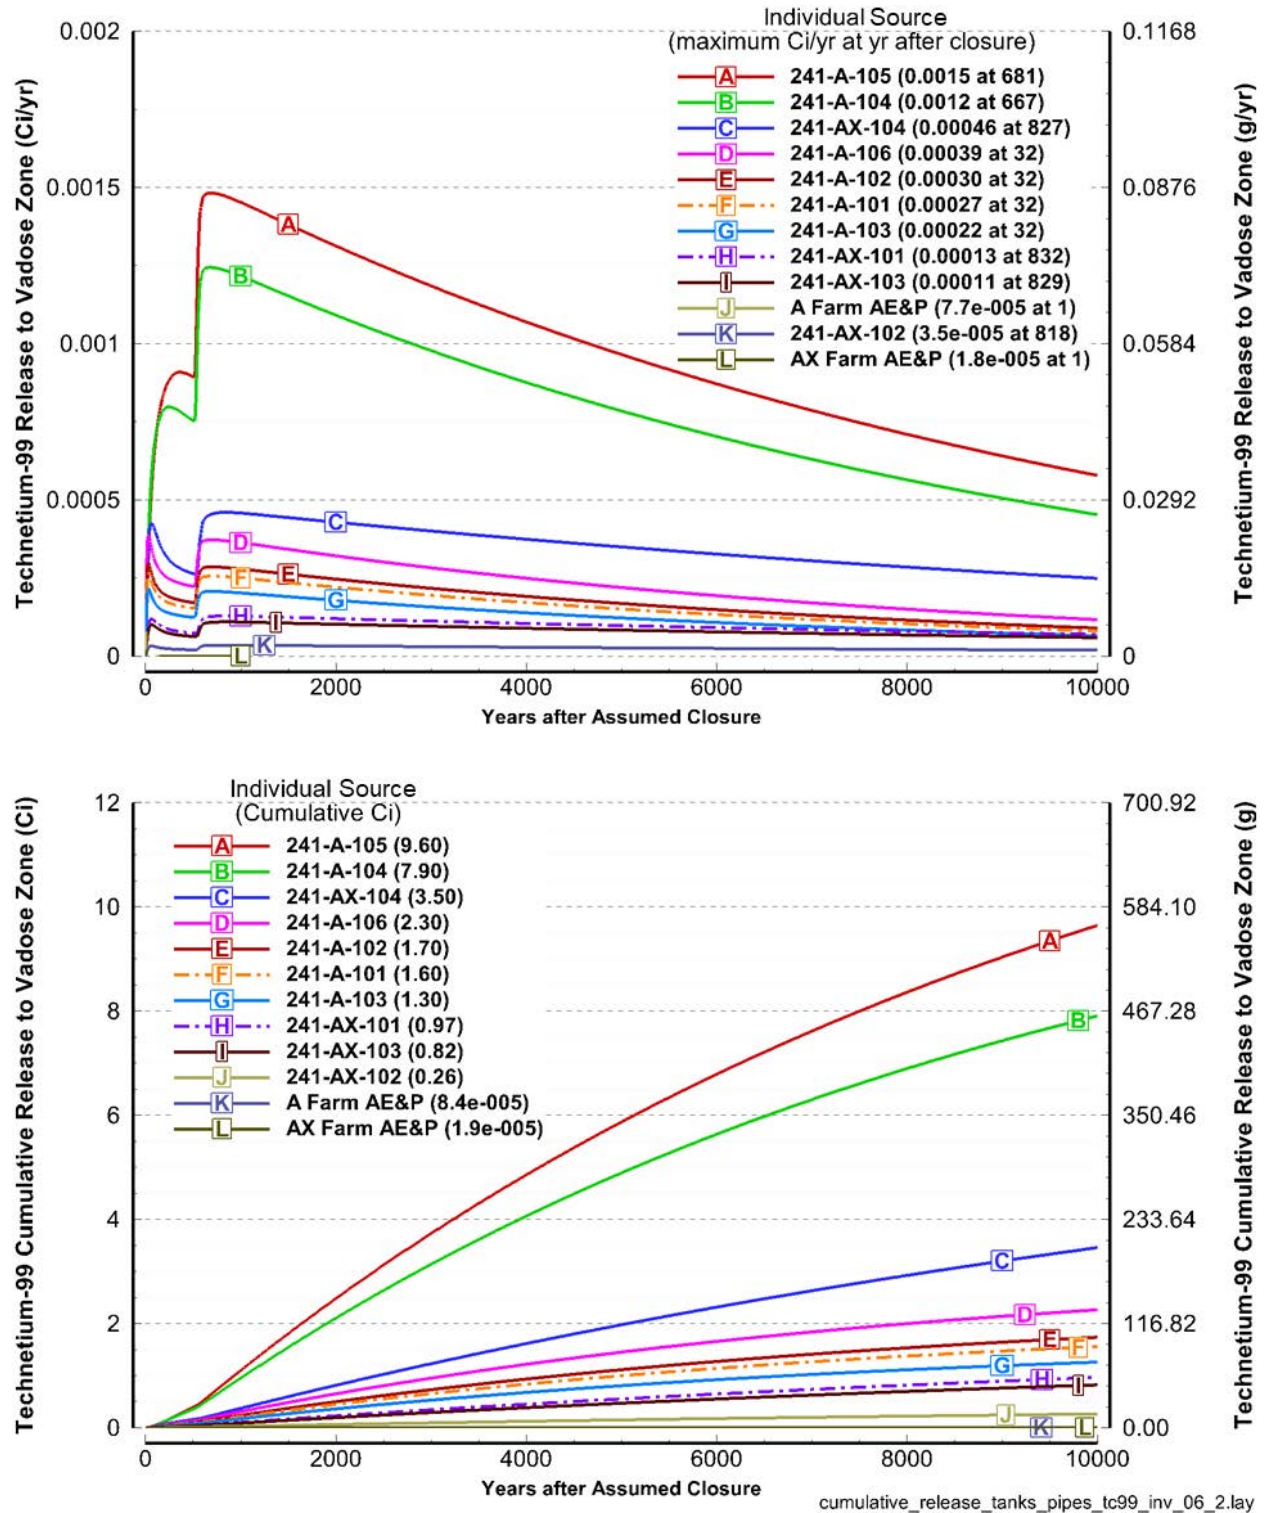 Individual Source
(maximum Ci/yr at yr after closure)
A 241-A-105 (0.0015 at 681)
B 241-A-104 (0.0012 at 667)
C 241-AX-104 (0.00046 at 827)
D 241-A-106 (0.00039 at 32)
E 241-A-102 (0.00030 at 32)
F 241-A-101 (0.00027 at 32)
G 241-A-103 (0.00022 at 32)
H 241-AX-101 (0.00013 at 832)
I 241-AX-103 (0.00011 at 829)
J A Farm AE&P (7.7e-005 at 1)
K 241-AX-102 (3.5e-005 at 818)
L AX Farm AE&P (1.8e-005 at 1)
Technetium-99 Release to Vadose Zone (Ci/yr)
0.002
0.0015
0.001
0.0005
0
Technetium-99 Release to Vadose Zone (g/yr)
0.1168
0.0876
0.0584
0.0292
0
A
B
C
D
E
F
G
H
I
K
L
0 2000 4000 6000 8000 10000
Years after Assumed Closure
Individual Source
(Cumulative Ci)
A 241-A-105 (9.60)
B 241-A-104 (7.90)
C 241-AX-104 (3.50)
D 241-A-106 (2.30)
E 241-A-102 (1.70)
F 241-A-101 (1.60)
G 241-A-103 (1.30)
H 241-AX-101 (0.97)
I 241-AX-103 (0.82)
J 241-AX-102 (0.26)
K A Farm AE&P (8.4e-005)
L AX Farm AE&P (1.9e-005)
Technetium-99 Cumulative Release to Vadose Zone (Ci)
12
10
8
6
4
2
0
Technetium-99 Cumulative Release to Vadose Zone (g)
700.92
584.10
467.28
350.46
233.64
116.82
0.00
A
B
C
D
E
F
G
H
I
J
K
L
0 2000 4000 6000 8000 10000
Years after Assumed Closure
cumulative_release_tanks_pipes_tc99_inv_06_2.lay